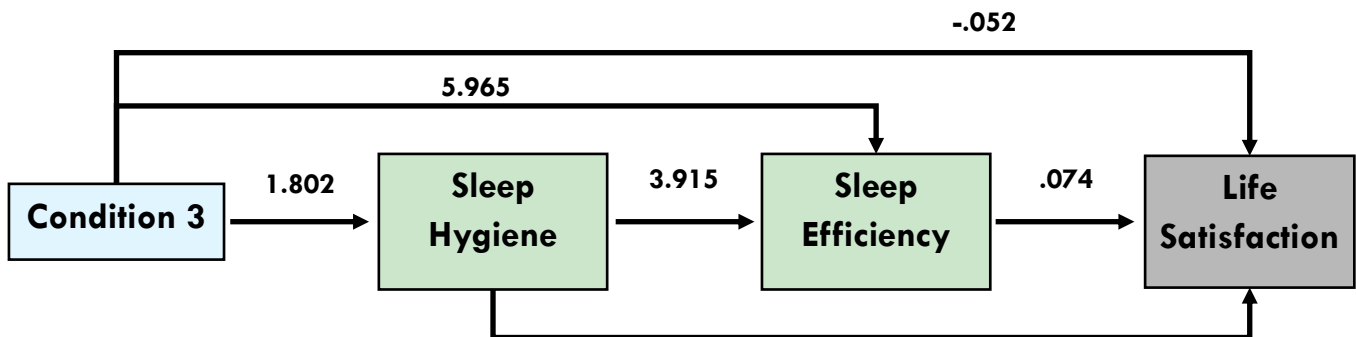 -.052
5.965
1.802
3.915
.074
Condition 3
Sleep
Hygiene
Sleep
Efficiency
Life
Satisfaction